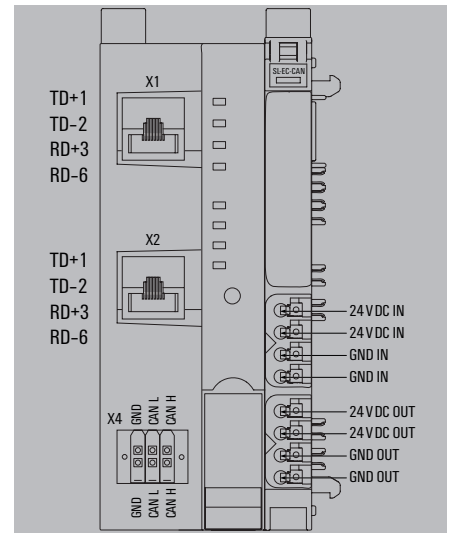 SL-EC-CAN
X1
TD+1
TD-2
RD+3
RD-6
X2
TD+1
TD-2
RD+3
RD-6
24 V DC IN
24 V DC IN
GND IN
GND IN
X4
GND
CAN L
CAN H
24 V DC OUT
24 V DC OUT
GND OUT
GND OUT
GND
CAN L
CAN H